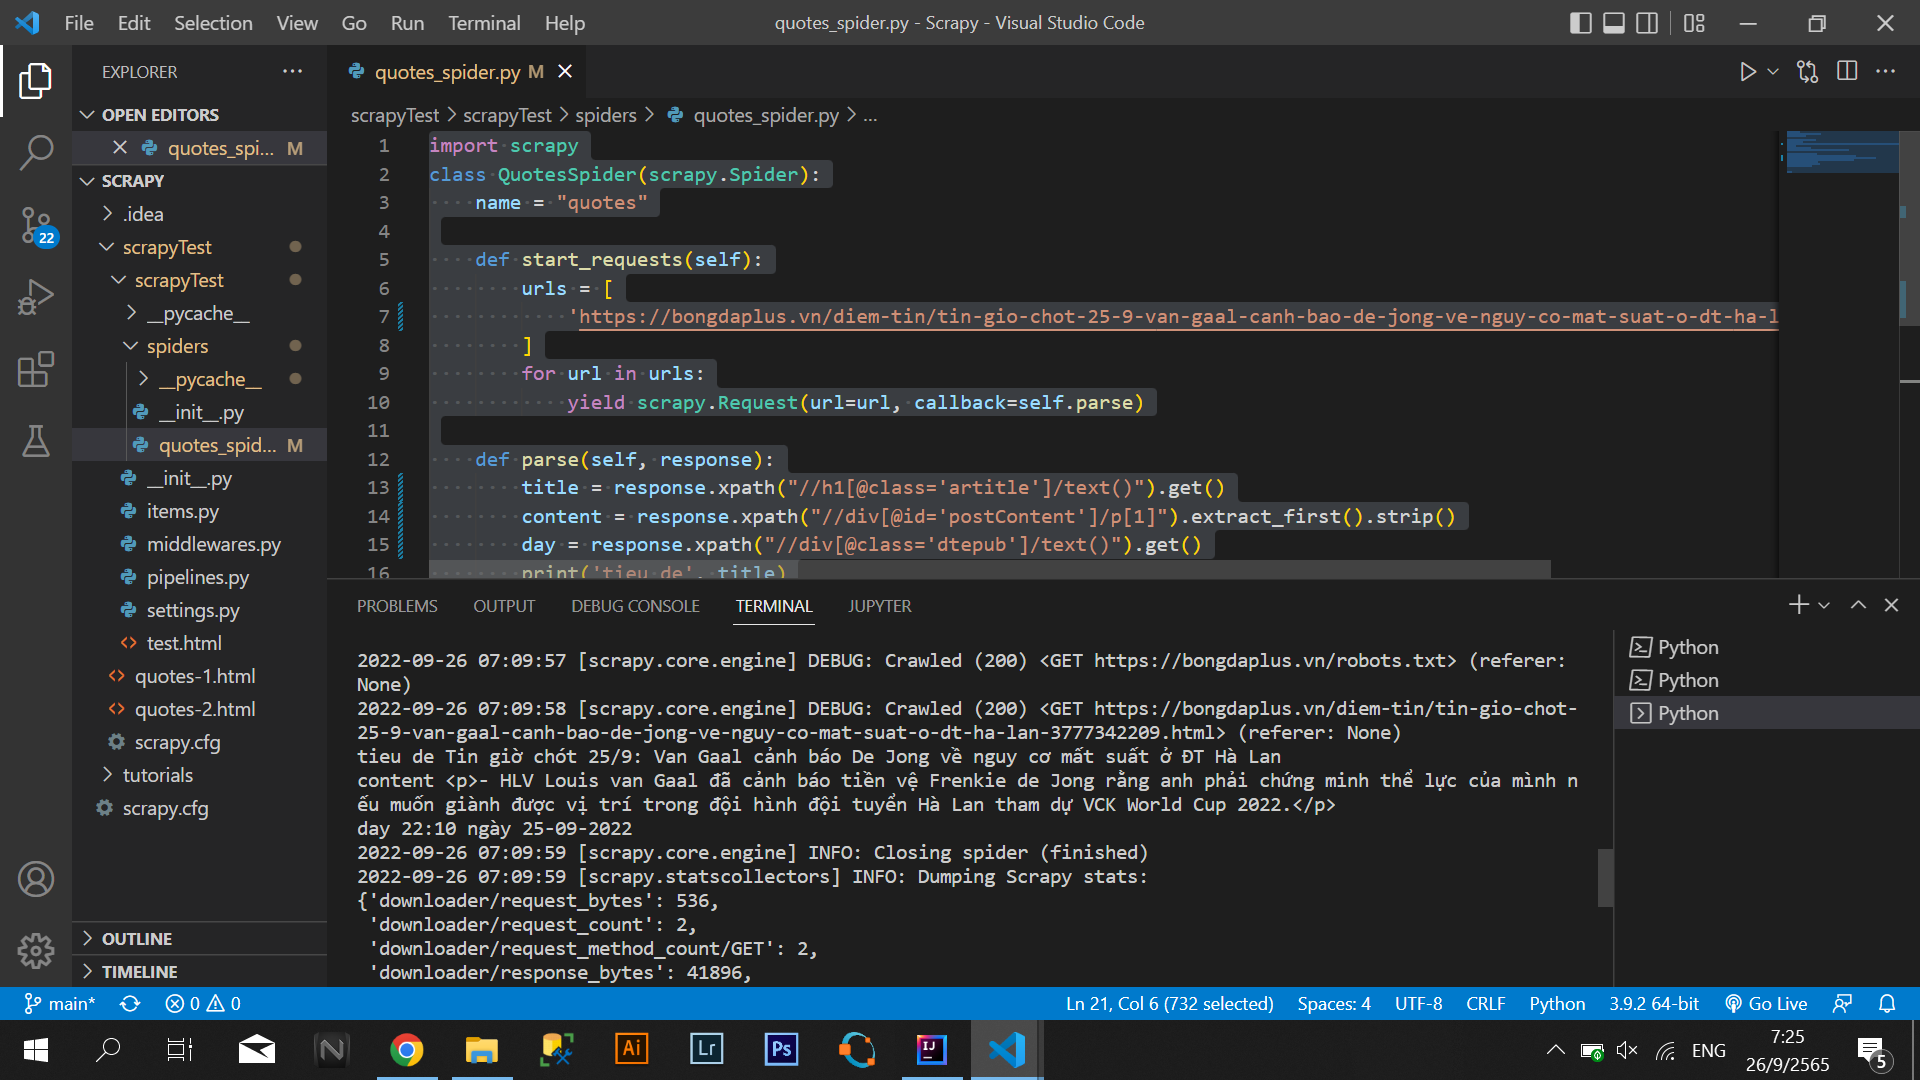 File Edit Selection View Go Run Terminal Help
quotes_spider.py - Scrapy - Visual Studio Code
EXPLORER
OPEN EDITORS
quotes_spi... M
SCRAPY
.idea
scrapyTest
scrapyTest
__pycache__
spiders
__pycache__
__init__.py
quotes_spid... M
__init__.py
items.py
middlewares.py
pipelines.py
settings.py
test.html
quotes-1.html
quotes-2.html
scrapy.cfg
tutorials
scrapy.cfg
OUTLINE
TIMELINE
22
quotes_spider.py M
scrapyTest > scrapyTest > spiders > quotes_spider.py > ...
1 import scrapy
2 class QuotesSpider(scrapy.Spider):
3 name = "quotes"
4
5 def start_requests(self):
6 urls = [
7 'https://bongdaplus.vn/diem-tin/tin-gio-chot-25-9-van-gaal-canh-bao-de-jong-ve-nguy-co-mat-suat-o-dt-ha-l
8 ]
9 for url in urls:
10 yield scrapy.Request(url=url, callback=self.parse)
11
12 def parse(self, response):
13 title = response.xpath("//h1[@class='artitle']/text()").get()
14 content = response.xpath("//div[@id='postContent']/p[1]").extract_first().strip()
15 day = response.xpath("//div[@class='dtepub']/text()").get()
16 print('tieu de', title)
PROBLEMS OUTPUT DEBUG CONSOLE TERMINAL JUPYTER
2022-09-26 07:09:57 [scrapy.core.engine] DEBUG: Crawled (200) <GET https://bongdaplus.vn/robots.txt> (referer:
None)
2022-09-26 07:09:58 [scrapy.core.engine] DEBUG: Crawled (200) <GET https://bongdaplus.vn/diem-tin/tin-gio-chot-
25-9-van-gaal-canh-bao-de-jong-ve-nguy-co-mat-suat-o-dt-ha-lan-3777342209.html> (referer: None)
tieu de Tin giờ chót 25/9: Van Gaal cảnh báo De Jong về nguy cơ mất suất ở ĐT Hà Lan
content <p>- HLV Louis van Gaal đã cảnh báo tiền vệ Frenkie de Jong rằng anh phải chứng minh thể lực của mình n
ếu muốn giành được vị trí trong đội hình đội tuyển Hà Lan tham dự VCK World Cup 2022.</p>
day 22:10 ngày 25-09-2022
2022-09-26 07:09:59 [scrapy.core.engine] INFO: Closing spider (finished)
2022-09-26 07:09:59 [scrapy.statscollectors] INFO: Dumping Scrapy stats:
{'downloader/request_bytes': 536,
'downloader/request_count': 2,
'downloader/request_method_count/GET': 2,
'downloader/response_bytes': 41896,
Python
Python
Python
main* 0 0 Ln 21, Col 6 (732 selected) Spaces: 4 UTF-8 CRLF Python 3.9.2 64-bit Go Live
N Ai Lr Ps IJ ENG
7:25
26/9/2565
5